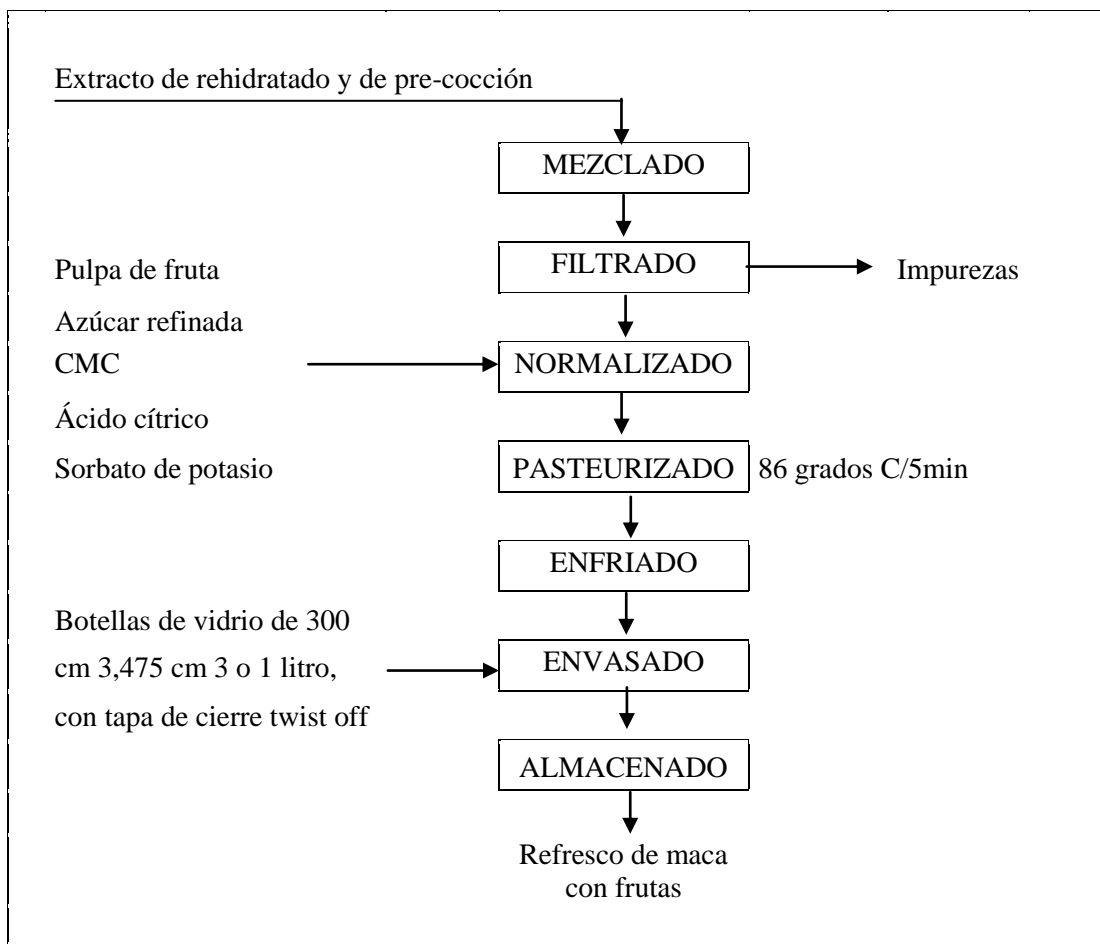 Extracto de rehidratado y de pre-cocción
MEZCLADO
Pulpa de fruta
FILTRADO
Impurezas
Azúcar refinada
CMC
NORMALIZADO
Ácido cítrico
Sorbato de potasio
PASTEURIZADO
86 grados C/5min
ENFRIADO
Botellas de vidrio de 300
cm 3,475 cm 3 o 1 litro,
con tapa de cierre twist off
ENVASADO
ALMACENADO
Refresco de maca
con frutas